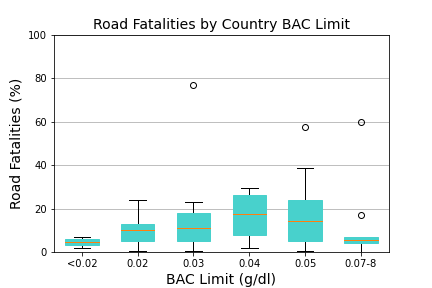 Road Fatalities by Country BAC Limit
Road Fatalities (%)
100
80
60
40
20
0
<0.02 0.02 0.03 0.04 0.05 0.07-8
BAC Limit (g/dl)